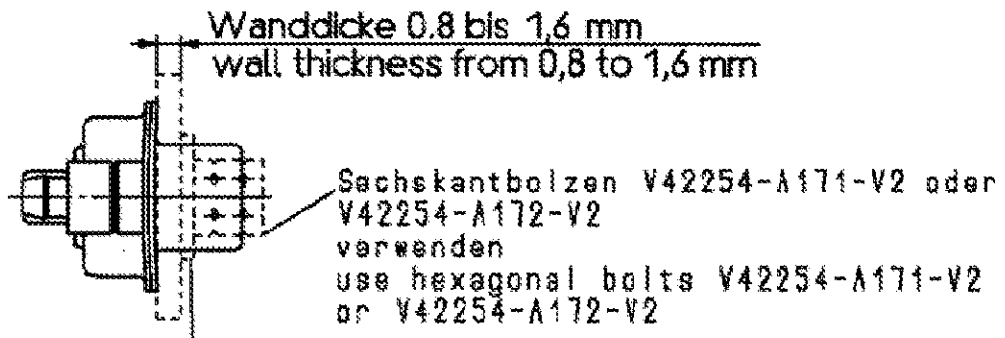 Wanddicke 0.8 bis 1,6 mm
wall thickness from 0,8 to 1,6 mm
Sechskantbolzen V42254-A171-V2 oder
V42254-A172-V2
verwenden
use hexagonal bolts V42254-A171-V2
or V42254-A172-V2